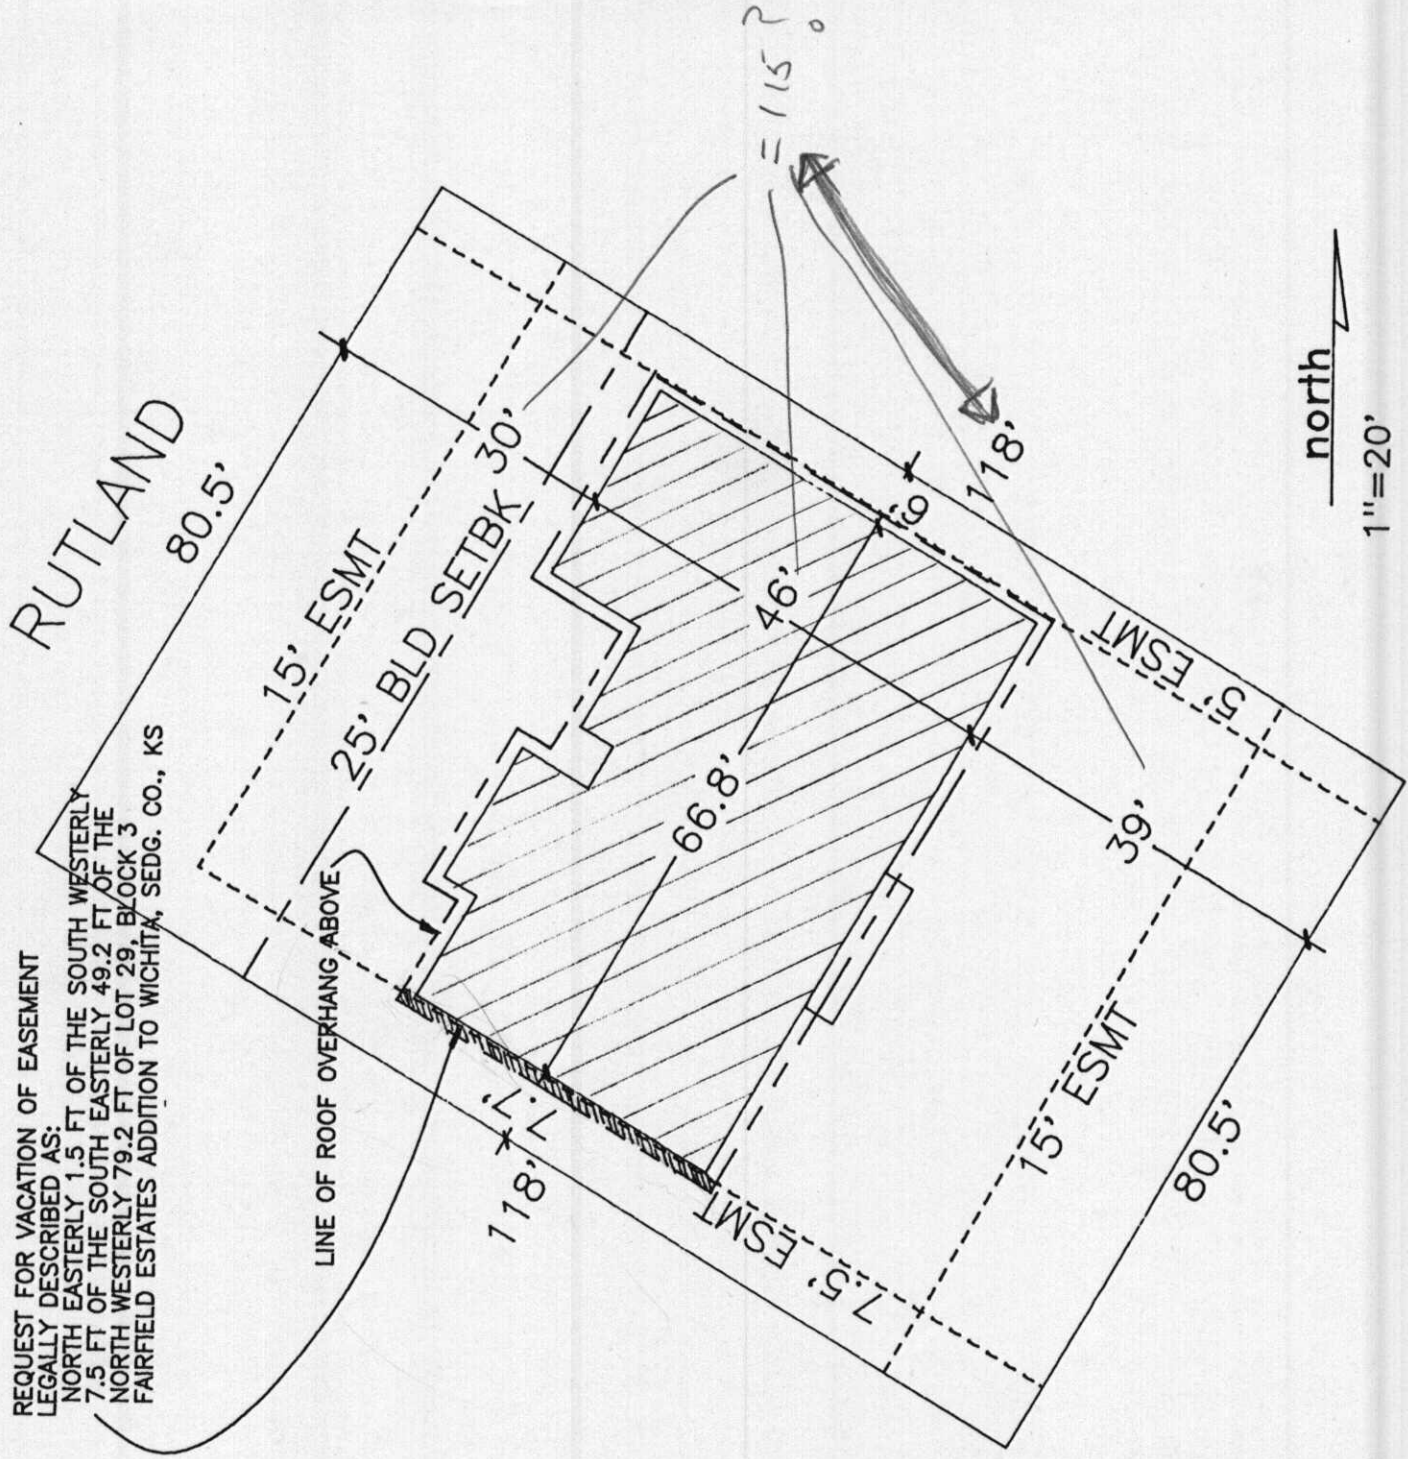 REQUEST FOR VACATION OF EASEMENT
LEGALLY DESCRIBED AS:
NORTH EASTERLY 1.5 FT OF THE SOUTH WESTERLY
7.5 FT OF THE SOUTH EASTERLY 49.2 FT OF THE
NORTH WESTERLY 79.2 FT OF LOT 29, BLOCK 3
FAIRFIELD ESTATES ADDITION TO WICHITA, SEDG. CO., KS
RUTLAND
80.5'
15' ESMT
25' BLD SETBK
30'
LINE OF ROOF OVERHANG ABOVE
= 115 ?
46'
66.8'
6'
118'
7.7'
118'
5' ESMT
39'
7.5' ESMT
15' ESMT
80.5'
north
1"=20'